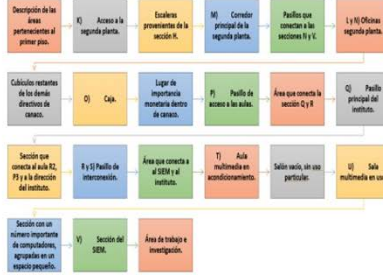 Descripción de las
áreas
pertenecientes al
primer piso.
K) Acceso a la
segunda planta.
Escaleras
provenientes de la
sección H.
M) Corredor
principal de la
segunda planta.
Pasillos que
conectan a las
secciones N y V.
L y N) Oficinas
segunda planta.
Cubículos restantes
de los demás
directivos de
canaco.
O) Caja.
Lugar de
importancia
monetaria dentro
de canaco.
P) Pasillo de
acceso a las aulas.
Área que conecta la
sección Q y R
Q) Pasillo
principal del
instituto.
Sección que
conecta al aula R2,
P3 y a la dirección
del instituto.
R y S) Pasillo de
interconexión.
Área que conecta a
al SIEM y al
instituto.
T) Aula
multimedia en
acondicionamiento.
Salón vacío, sin uso
particular.
U) Sala
multimedia en uso
Sección con un
número importante
de computadores,
agrupadas en un
espacio pequeño.
V) Sección del
SIEM.
Área de trabajo e
investigación.